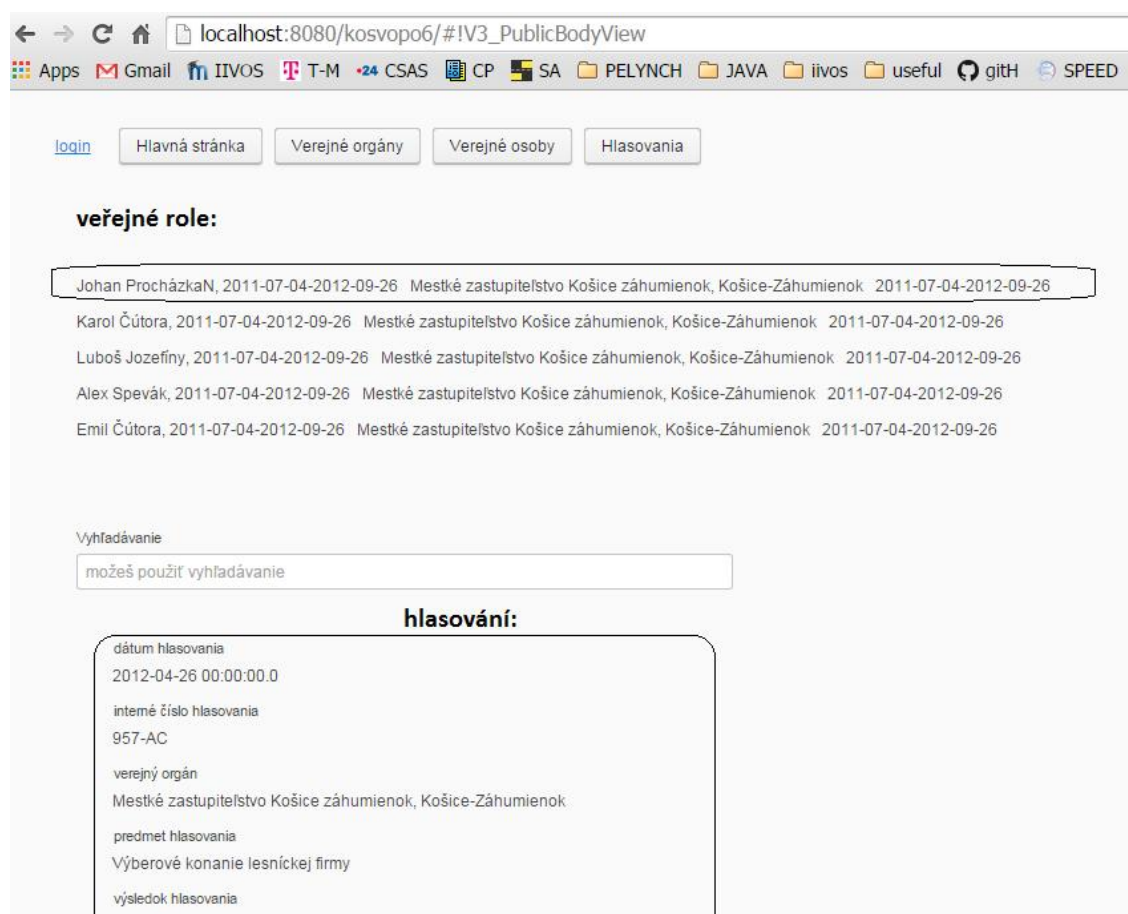 localhost:8080/kosvopo6/#!V3_PublicBodyView
Apps Gmail IIVOS T-M CSAS CP SA PELYNCH JAVA iivos useful gitH SPEED
login Hlavná stránka Verejné orgány Verejné osoby Hlasovania
veřejné role:
Johan ProcházkaN, 2011-07-04-2012-09-26 Mestké zastupiteľstvo Košice záhumienok, Košice-Záhumienok 2011-07-04-2012-09-26
Karol Čútora, 2011-07-04-2012-09-26 Mestké zastupiteľstvo Košice záhumienok, Košice-Záhumienok 2011-07-04-2012-09-26
Luboš Jozefíny, 2011-07-04-2012-09-26 Mestké zastupiteľstvo Košice záhumienok, Košice-Záhumienok 2011-07-04-2012-09-26
Alex Spevák, 2011-07-04-2012-09-26 Mestké zastupiteľstvo Košice záhumienok, Košice-Záhumienok 2011-07-04-2012-09-26
Emil Čútora, 2011-07-04-2012-09-26 Mestké zastupiteľstvo Košice záhumienok, Košice-Záhumienok 2011-07-04-2012-09-26
Vyhľadávanie
možeš použiť vyhľadávanie
hlasování:
dátum hlasovania
2012-04-26 00:00:00.0
interné číslo hlasovania
957-AC
verejný orgán
Mestké zastupiteľstvo Košice záhumienok, Košice-Záhumienok
predmet hlasovania
Výberové konanie lesníckej firmy
výsledok hlasovania